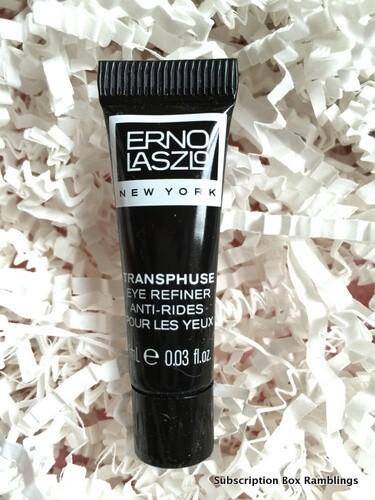 ERNO
LASZLO
NEW YORK
TRANSPHUSE
EYE REFINER
ANTI-RIDES
POUR LES YEUX
mL e 0.03 fl.oz.
Subscription Box Ramblings